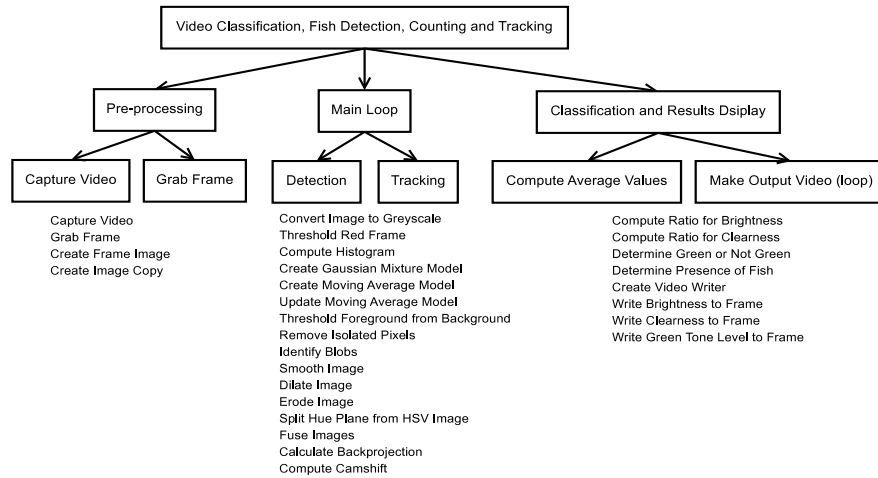 Video Classification, Fish Detection, Counting and Tracking
Pre-processing
Main Loop
Classification and Results Dsiplay
Capture Video
Grab Frame
Detection
Tracking
Compute Average Values
Make Output Video (loop)
Capture Video
Grab Frame
Create Frame Image
Create Image Copy
Convert Image to Greyscale
Threshold Red Frame
Compute Histogram
Create Gaussian Mixture Model
Create Moving Average Model
Update Moving Average Model
Threshold Foreground from Background
Remove Isolated Pixels
Identify Blobs
Smooth Image
Dilate Image
Erode Image
Split Hue Plane from HSV Image
Fuse Images
Calculate Backprojection
Compute Camshift
Compute Ratio for Brightness
Compute Ratio for Clearness
Determine Green or Not Green
Determine Presence of Fish
Create Video Writer
Write Brightness to Frame
Write Clearness to Frame
Write Green Tone Level to Frame